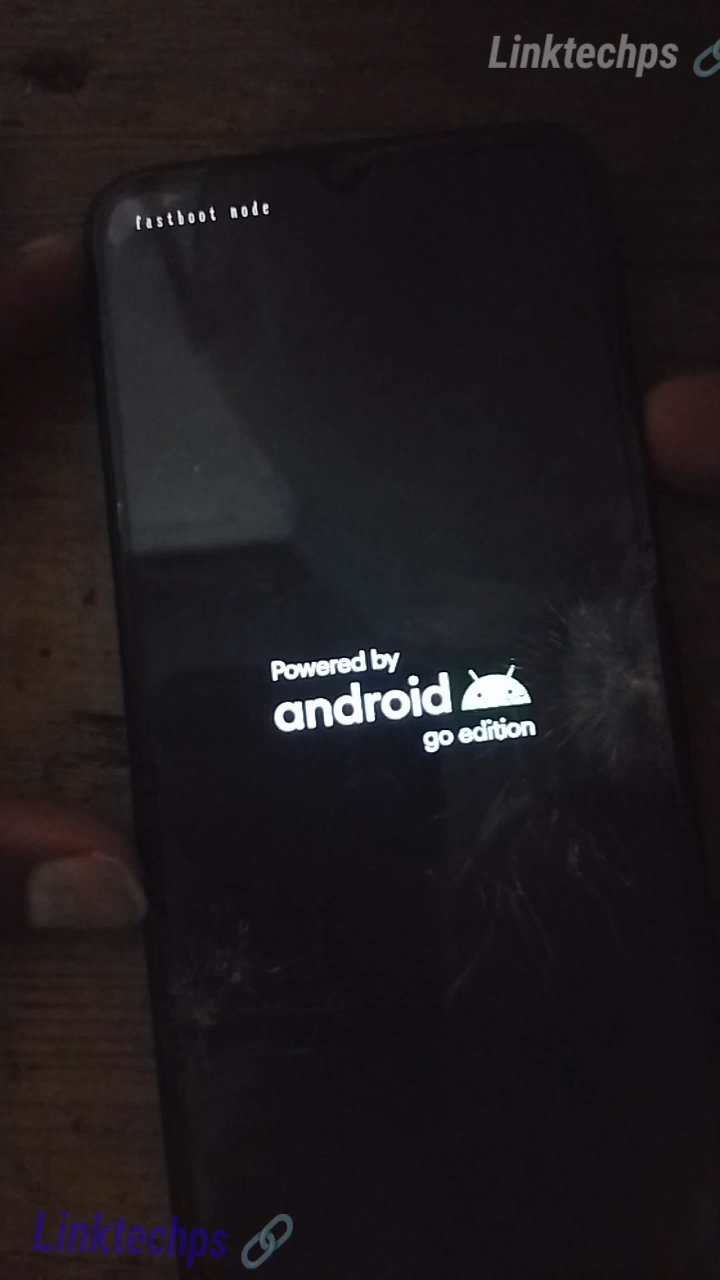 Linktechps
fastboot mode
Powered by
android
go edition
Linktechps